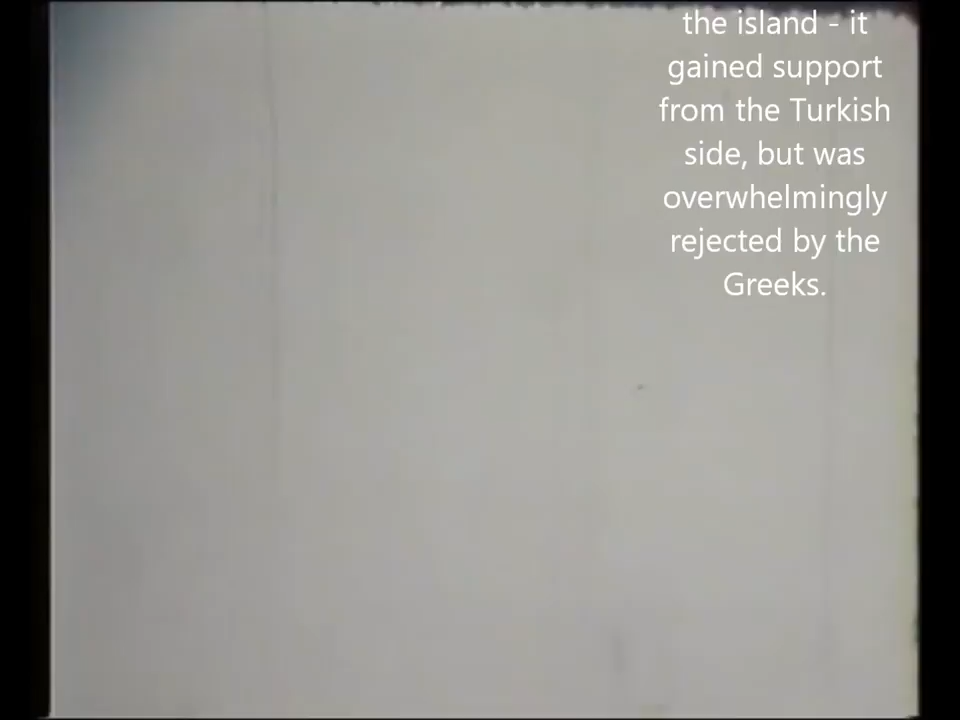 the island - it
gained support
from the Turkish
side, but was
overwhelmingly
rejected by the
Greeks.